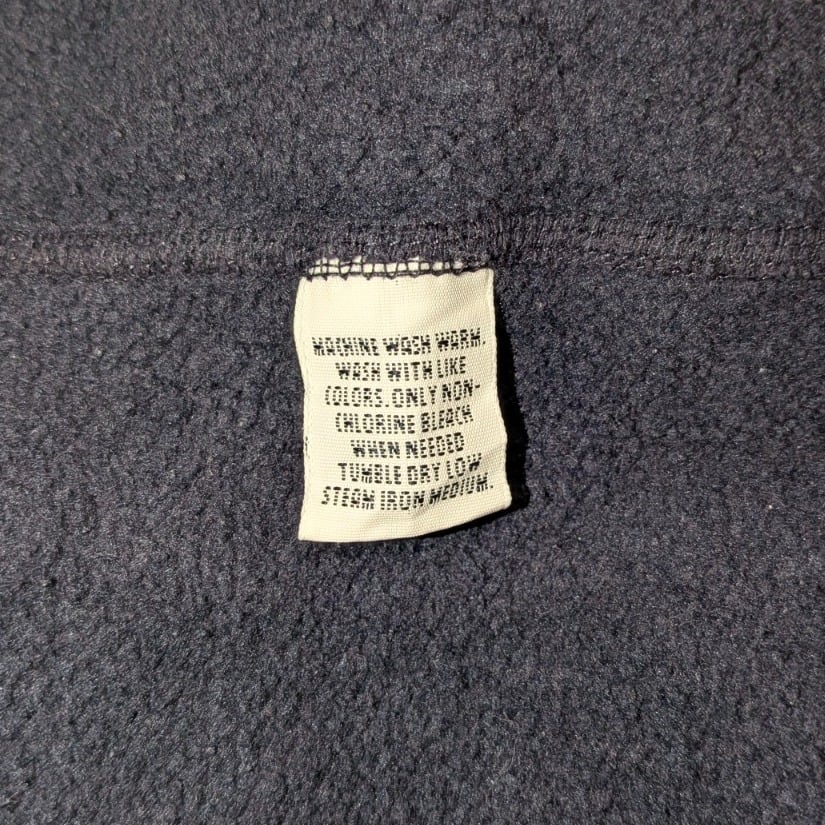 MACHINE WASH WARM.
WASH WITH LIKE
COLORS. ONLY NON-
CHLORINE BLEACH
WHEN NEEDED
TUMBLE DRY LOW
STEAM IRON MEDIUM.